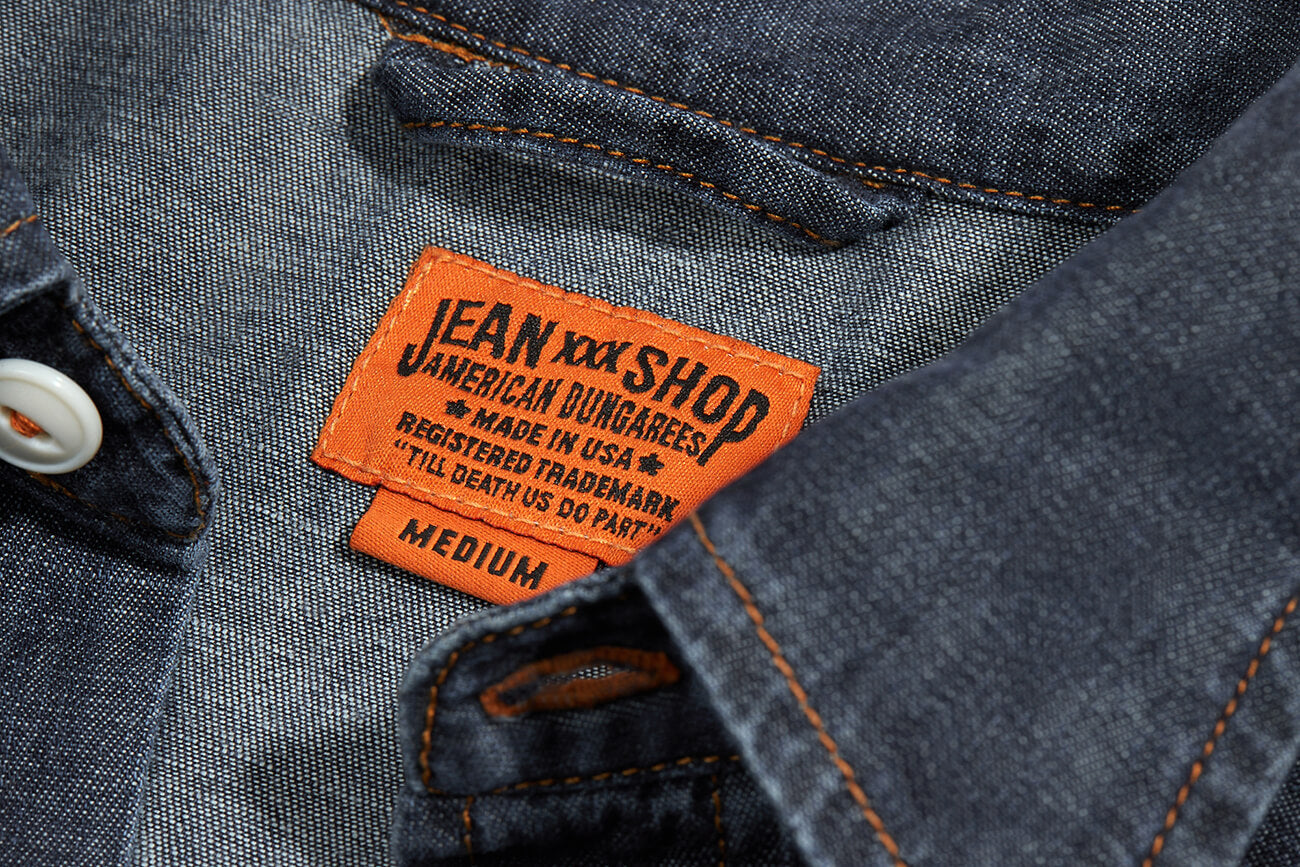 JEAN XXX SHOP
AMERICAN DUNGAREES
★ MADE IN USA ★
REGISTERED TRADEMARK
“TILL DEATH US DO PART”
MEDIUM